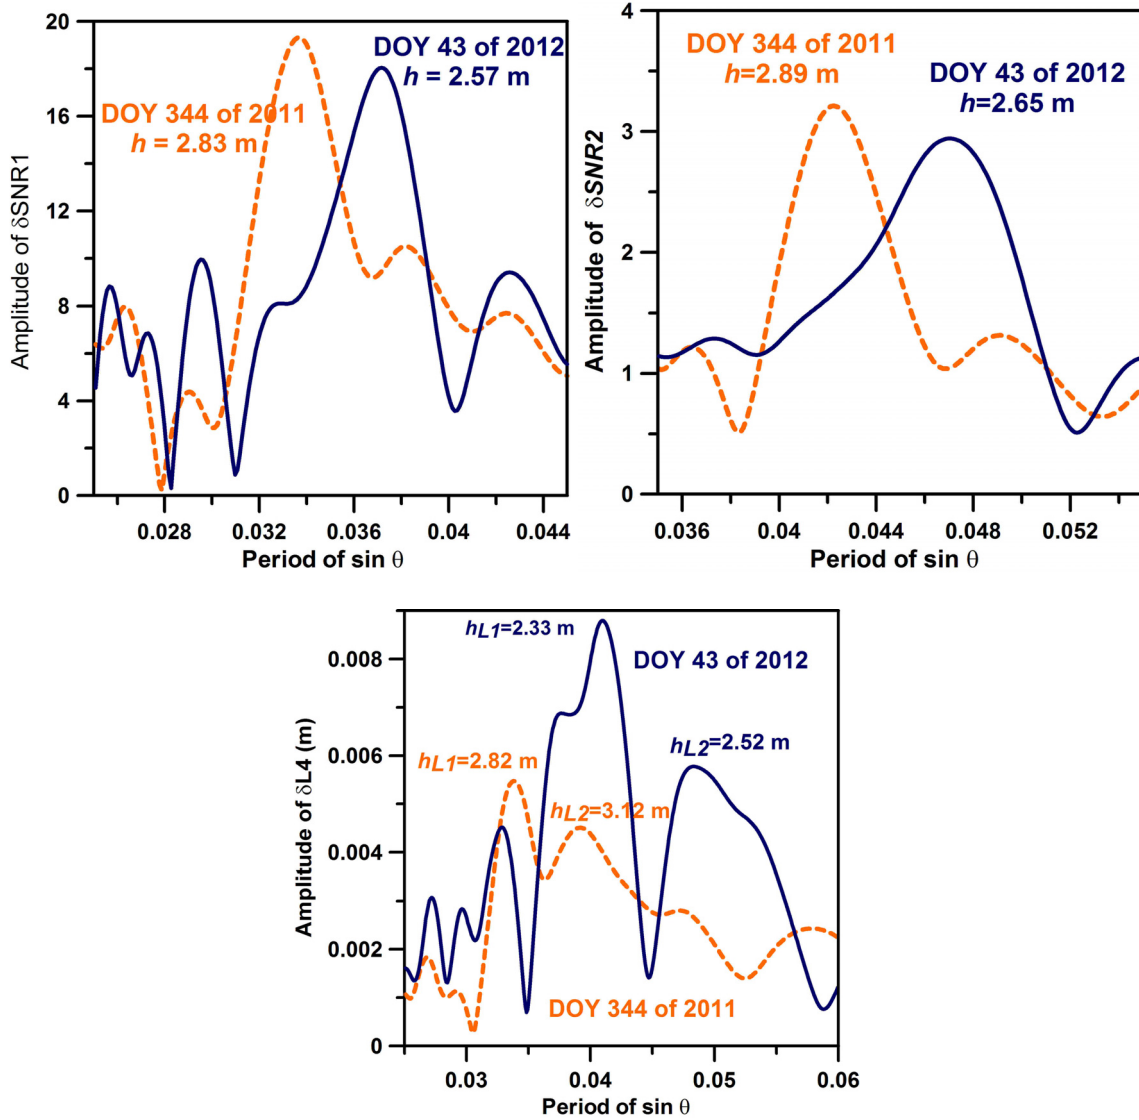 20
16
12
8
4
0
Amplitude of δSNR1
DOY 43 of 2012
h = 2.57 m
DOY 344 of 2011
h = 2.83 m
0.028 0.032 0.036 0.04 0.044
Period of sin θ
4
3
2
1
0
Amplitude of δSNR2
DOY 344 of 2011
h=2.89 m
DOY 43 of 2012
h=2.65 m
0.036 0.04 0.044 0.048 0.052
Period of sin θ
0.008
0.006
0.004
0.002
0
Amplitude of δL4 (m)
hL1=2.33 m
DOY 43 of 2012
hL2=2.52 m
hL1=2.82 m
hL2=3.12 m
DOY 344 of 2011
0.03 0.04 0.05 0.06
Period of sin θ